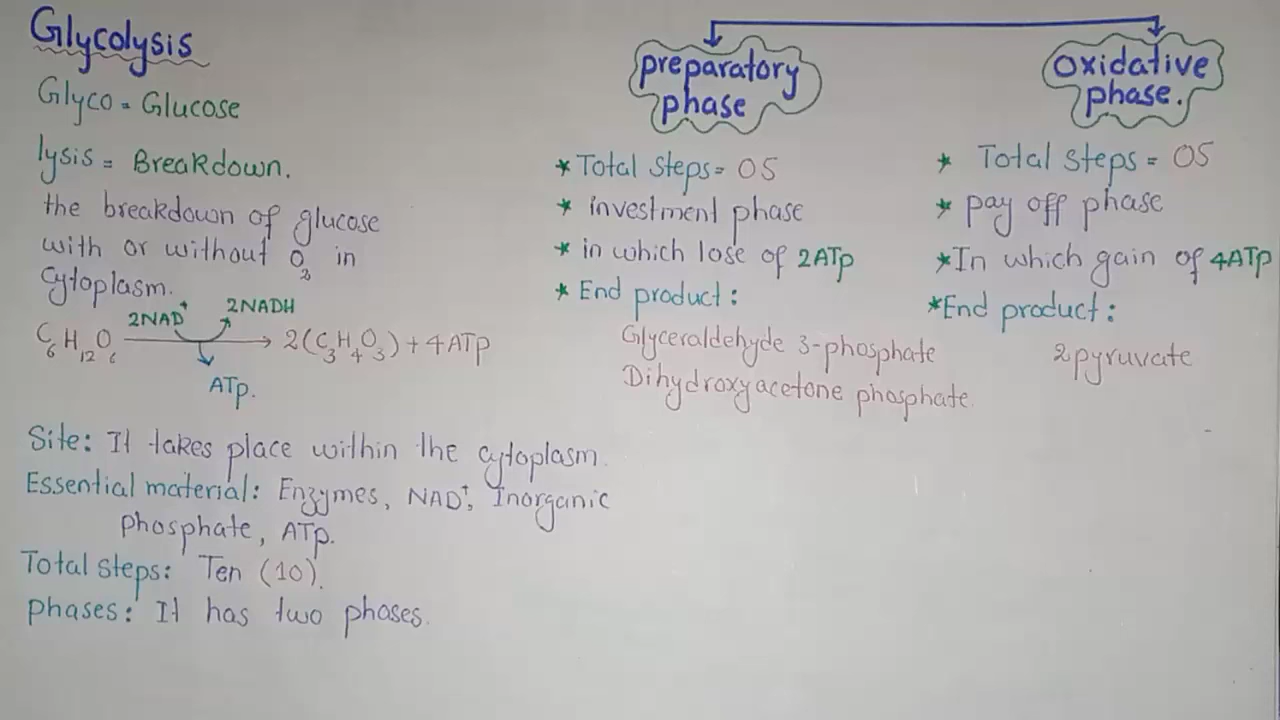 Glycolysis
Glyco = Glucose
lysis = Breakdown.
the breakdown of glucose
with or without O3 in
Cytoplasm.
2NAD+ 2NADH
C6H12O6 → 2(C3H4O3) + 4ATP
ATP.
Site: It takes place within the cytoplasm.
Essential material: Enzymes, NAD+, Inorganic
phosphate, ATP.
Total steps: Ten (10).
Phases: It has two phases.
preparatory
phase
* Total steps = 05
* investment phase
* in which lose of 2ATP
* End product:
Glyceraldehyde 3-phosphate
Dihydroxyacetone phosphate.
oxidative
phase.
* Total steps = 05
* pay off phase
* In which gain of 4ATP
* End product:
2pyruvate